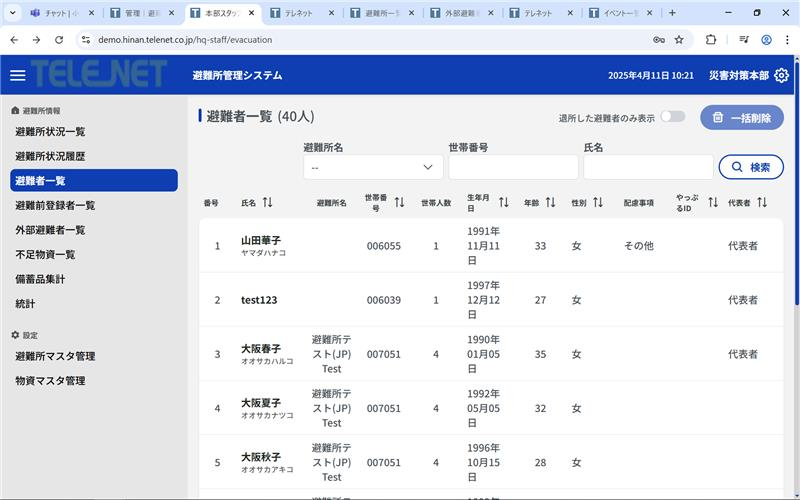 チャット | 小
管理 | 避難
本部スタッフ
テレネット
避難所一覧
外部避難者
テレネット
イベント一覧
demo.hinan.telenet.co.jp/hq-staff/evacuation
TELE.NET
避難所管理システム
2025年4月11日 10:21
災害対策本部
避難所情報
避難所状況一覧
避難所状況履歴
避難者一覧
避難前登録者一覧
外部避難者一覧
不足物資一覧
備蓄品集計
統計
設定
避難所マスタ管理
物資マスタ管理
避難者一覧 (40人)
退所した避難者のみ表示
一括削除
避難所名
世帯番号
氏名
--
検索
番号 氏名 避難所名 世帯番号 世帯人数 生年月日 年齢 性別 配慮事項 やっぷるID 代表者
1 山田華子 ヤマダハナコ 006055 1 1991年11月11日 33 女 その他 代表者
2 test123 006039 1 1997年12月12日 27 女 代表者
3 大阪春子 オオサカハルコ 避難所テスト(JP) Test 007051 4 1990年01月05日 35 女 代表者
4 大阪夏子 オオサカナツコ 避難所テスト(JP) Test 007051 4 1992年05月05日 32 女
5 大阪秋子 オオサカアキコ 避難所テスト(JP) Test 007051 4 1996年10月15日 28 女